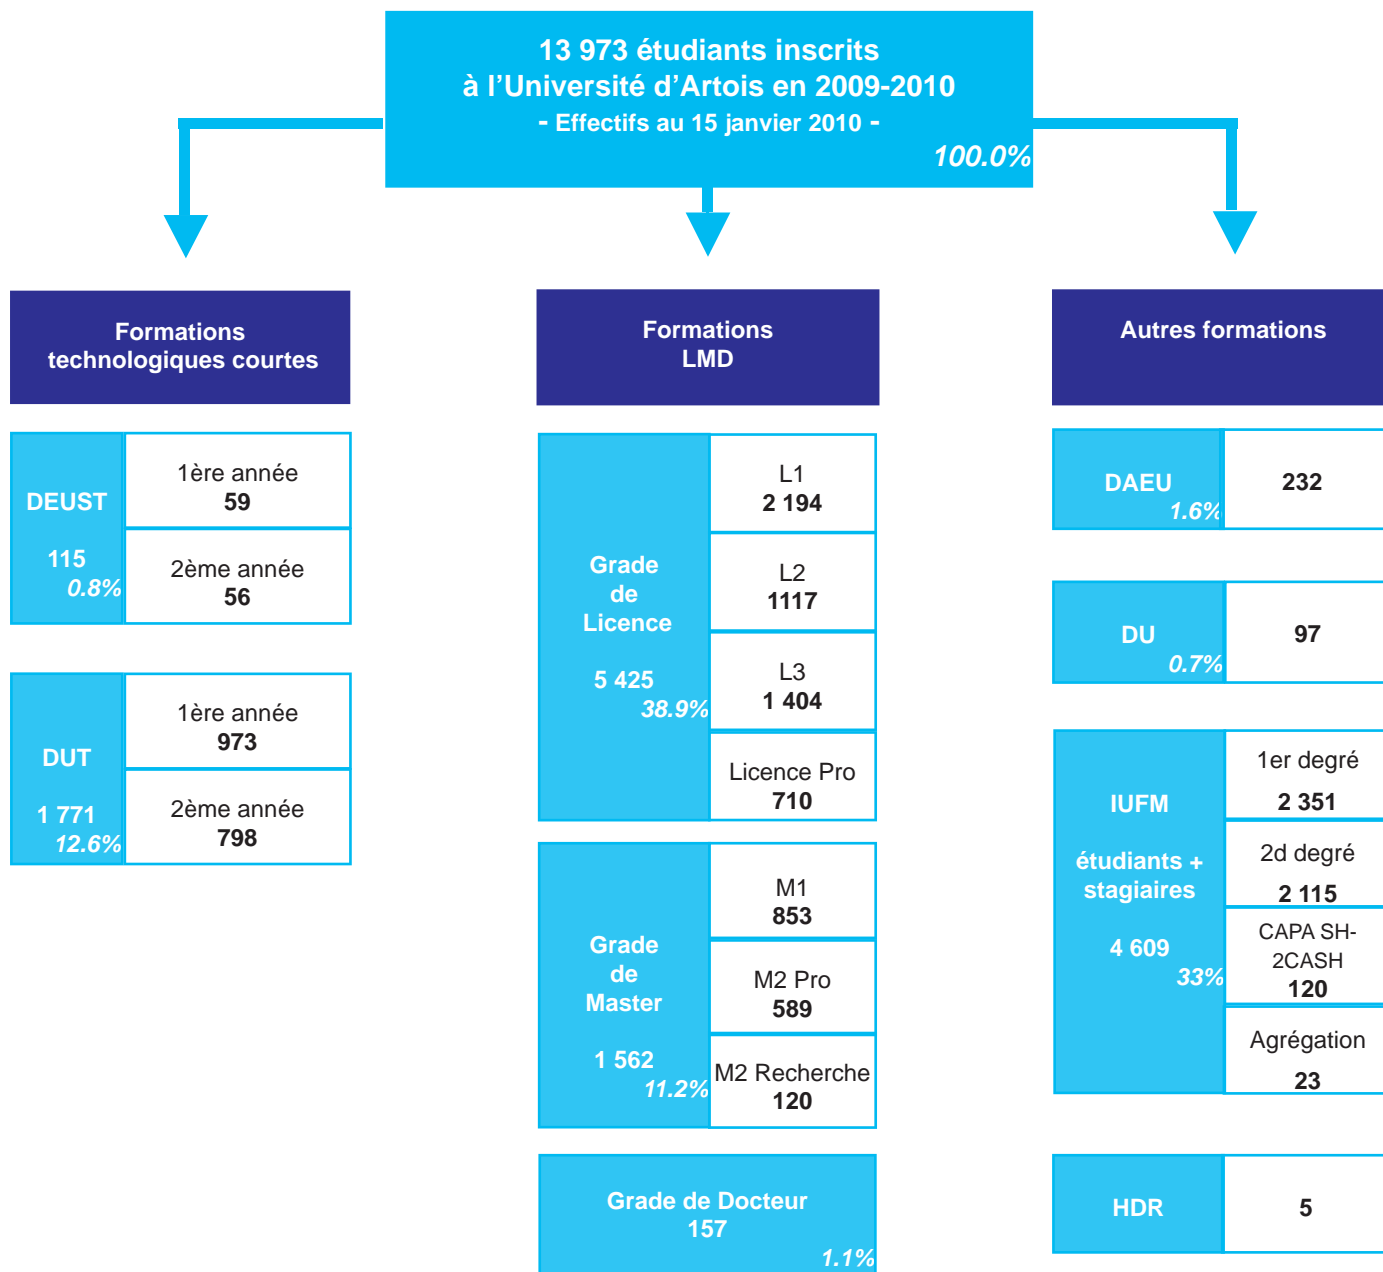 13 973 étudiants inscrits
à l’Université d’Artois en 2009-2010
- Effectifs au 15 janvier 2010 -
100.0%
Formations
technologiques courtes
DEUST
115
0.8%
1ère année
59
2ème année
56
DUT
1 771
12.6%
1ère année
973
2ème année
798
Formations
LMD
Grade
de
Licence
5 425
38.9%
L1
2 194
L2
1117
L3
1 404
Licence Pro
710
Grade
de
Master
1 562
11.2%
M1
853
M2 Pro
589
M2 Recherche
120
Grade de Docteur
157
1.1%
Autres formations
DAEU
1.6%
232
DU
0.7%
97
IUFM
étudiants +
stagiaires
4 609
33%
1er degré
2 351
2d degré
2 115
CAPA SH-
2CASH
120
Agrégation
23
HDR
5